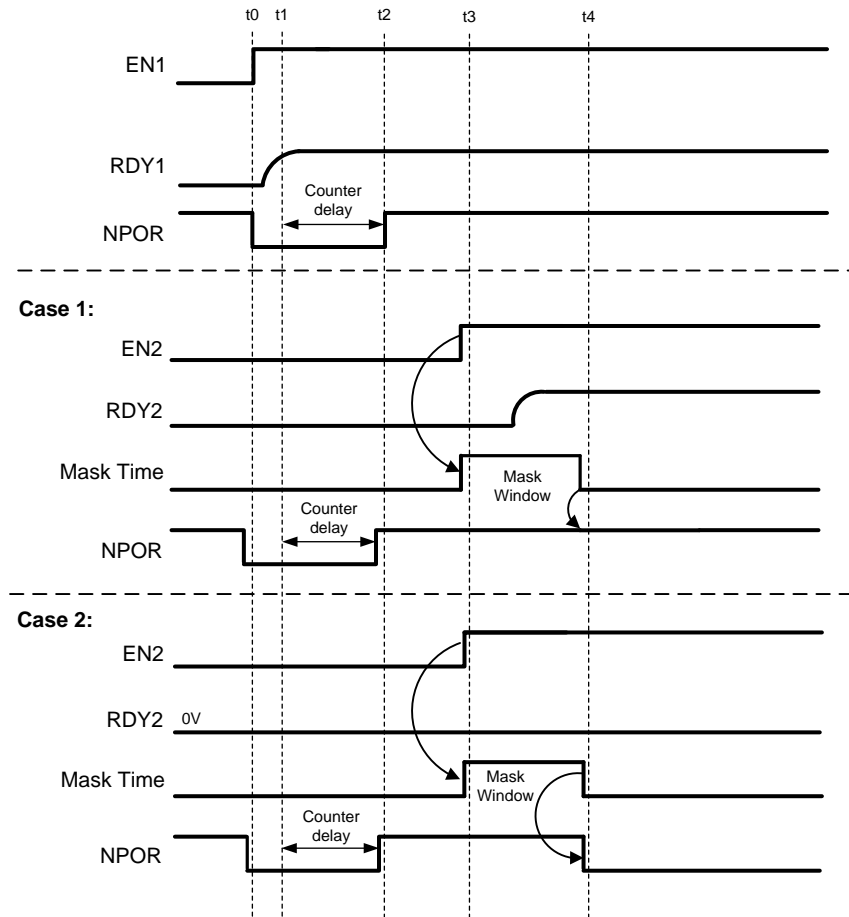 t0 t1 t2 t3 t4
EN1
RDY1
Counter
delay
NPOR
Case 1:
EN2
RDY2
Mask Time
Mask
Window
Counter
delay
NPOR
Case 2:
EN2
RDY2 0V
Mask Time
Mask
Window
Counter
delay
NPOR